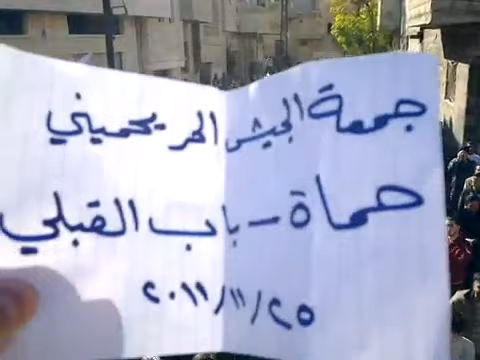 جمعة الجيش الحر يحميني
حماة - باب القبلي
٢٠١١/١١/٢٥